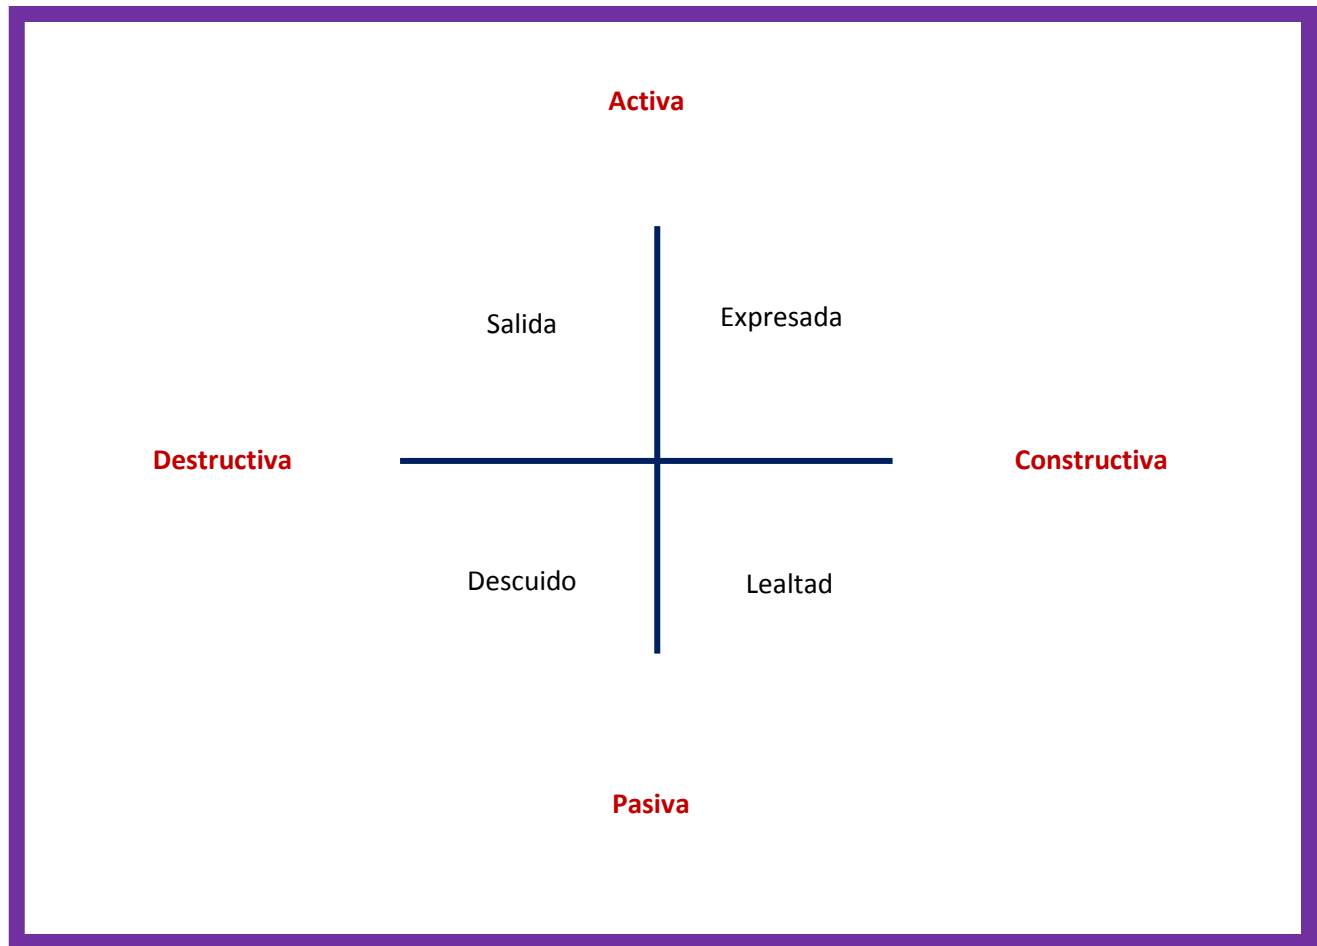 Activa
Salida
Expresada
Destructiva
Constructiva
Descuido
Lealtad
Pasiva